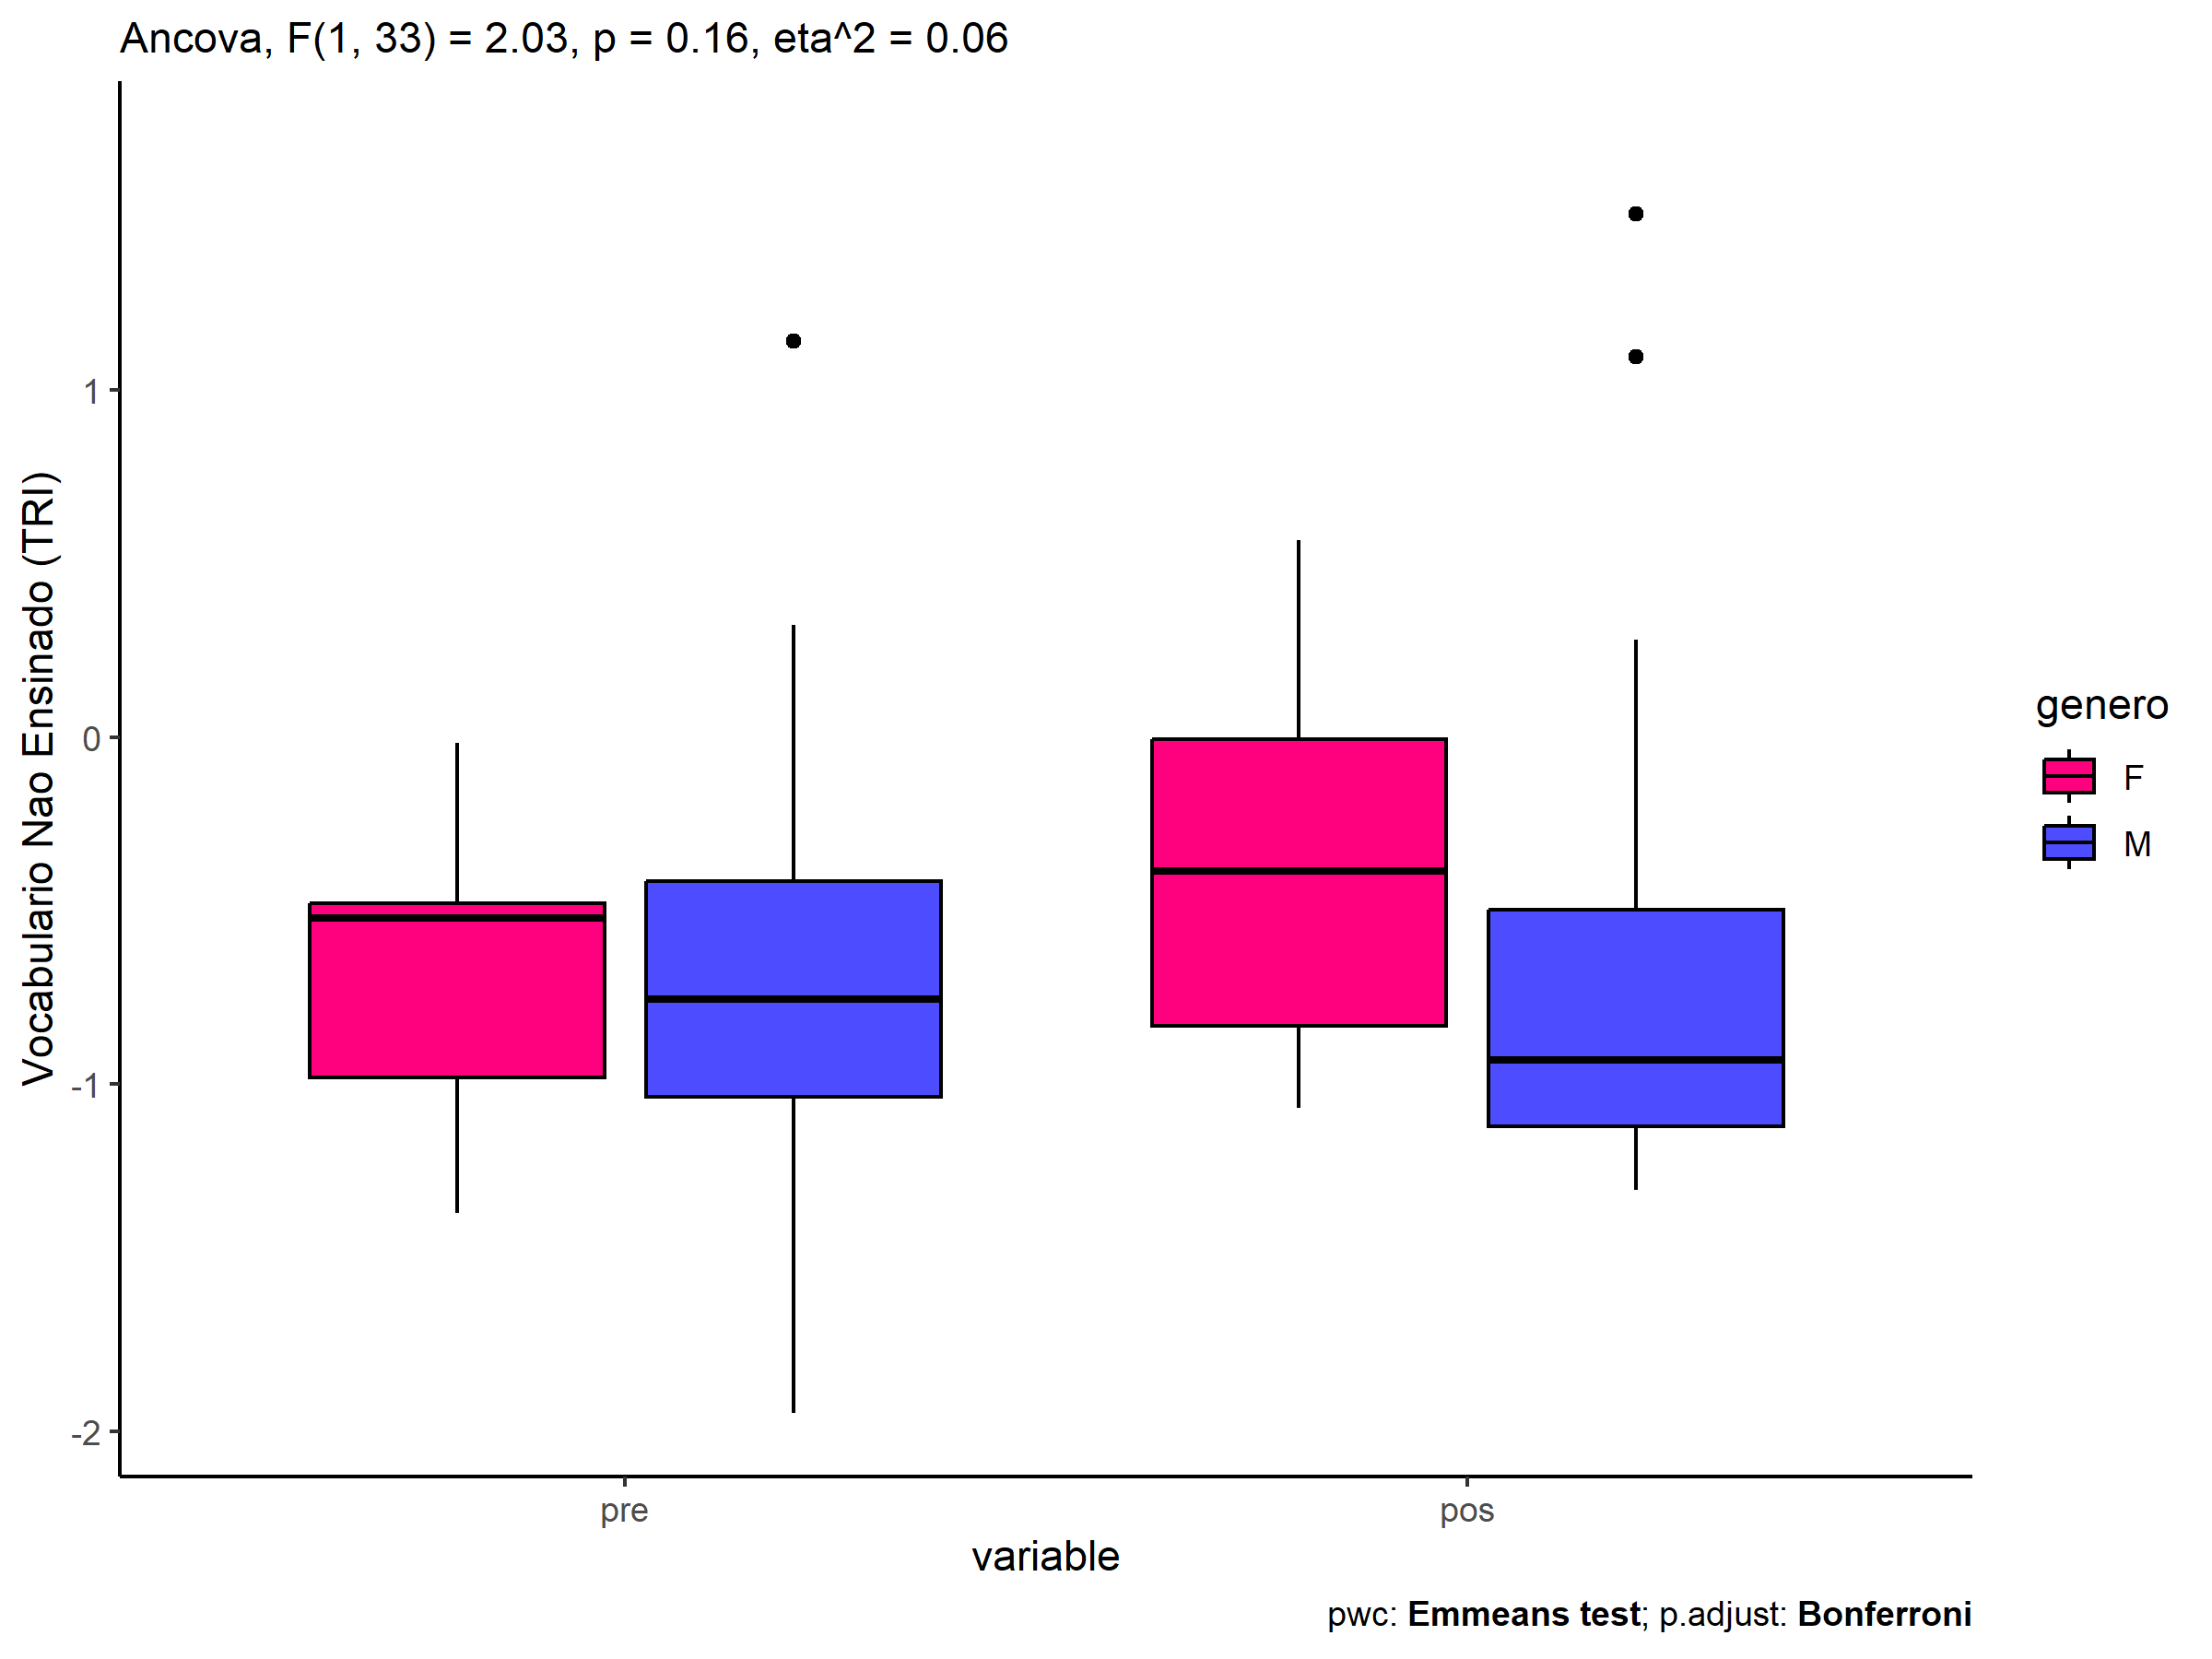 Ancova, F(1, 33) = 2.03, p = 0.16, eta^2 = 0.06
Vocabulario Nao Ensinado (TRI)
1
0
-1
-2
pre
pos
variable
genero
F
M
pwc: Emmeans test; p.adjust: Bonferroni